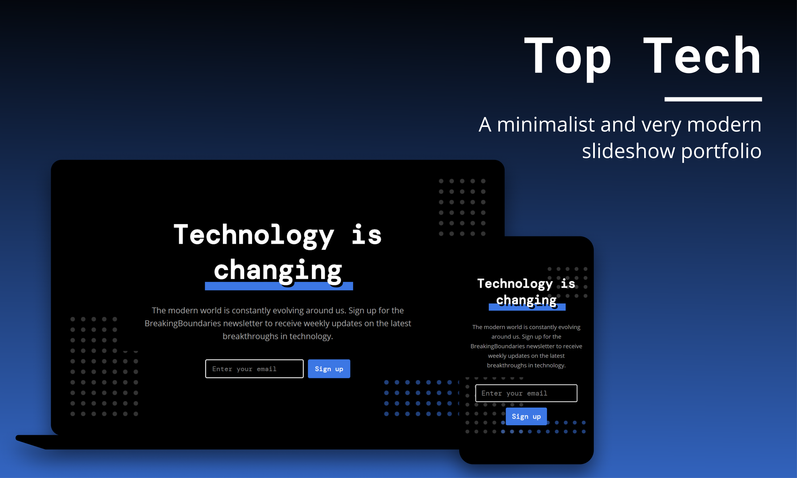 Top Tech
A minimalist and very modern
slideshow portfolio
Technology is
changing
The modern world is constantly evolving around us. Sign up for the
BreakingBoundaries newsletter to receive weekly updates on the latest
breakthroughs in technology.
Enter your email
Sign up
Technology is
changing
The modern world is constantly evolving
around us. Sign up for the
BreakingBoundaries newsletter to receive
weekly updates on the latest
breakthroughs in technology.
Enter your email
Sign up